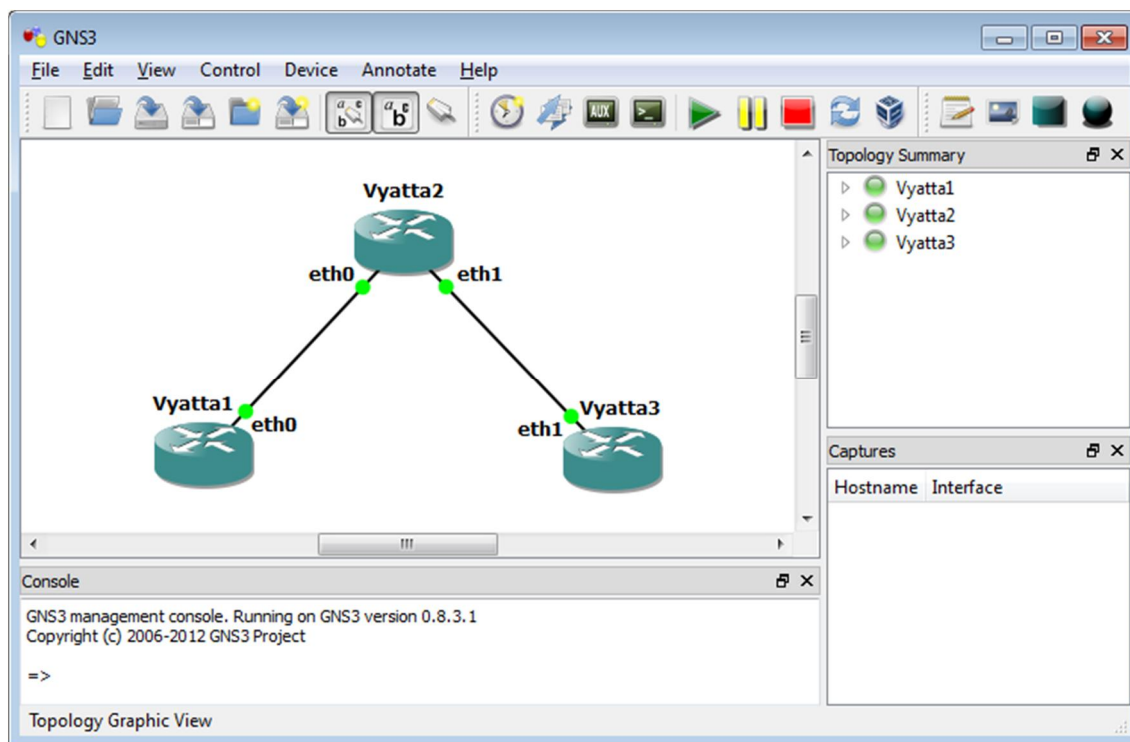 GNS3
File Edit View Control Device Annotate Help
a c b
a b c
AUX
>_
Vyatta2
eth0 eth1
Vyatta1
eth0
Vyatta3
eth1
Topology Summary
Vyatta1
Vyatta2
Vyatta3
Captures
Hostname Interface
Console
GNS3 management console. Running on GNS3 version 0.8.3.1
Copyright (c) 2006-2012 GNS3 Project
=>
Topology Graphic View